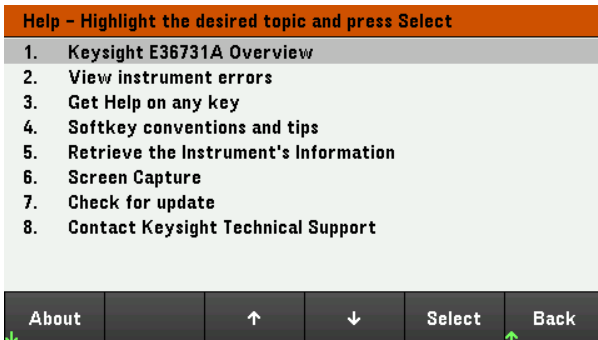 Help – Highlight the desired topic and press Select
1. Keysight E36731A Overview
2. View instrument errors
3. Get Help on any key
4. Softkey conventions and tips
5. Retrieve the Instrument's Information
6. Screen Capture
7. Check for update
8. Contact Keysight Technical Support
About ↑ ↓ Select Back